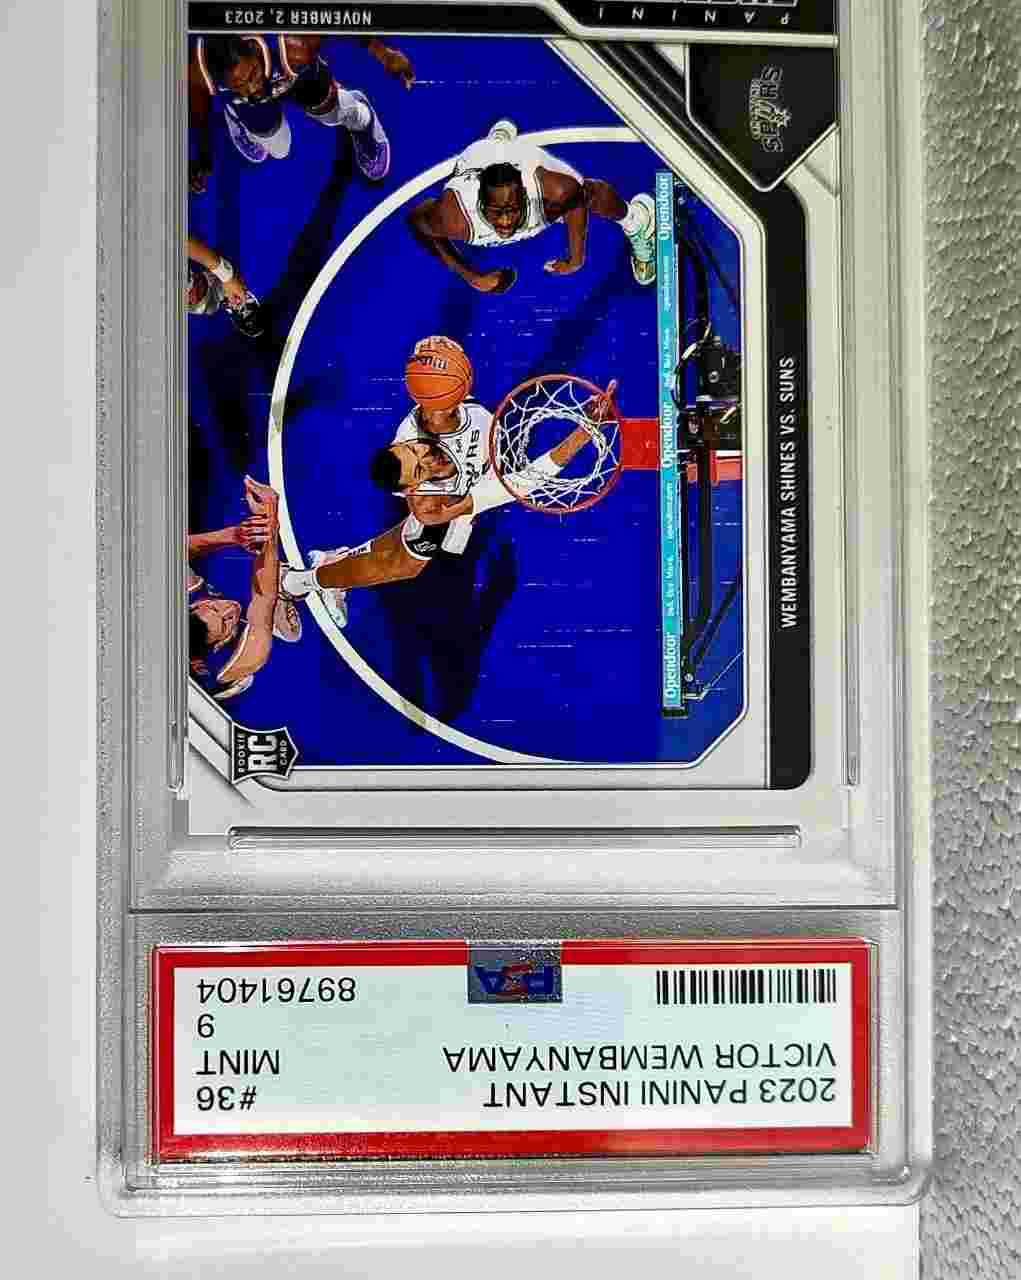 2023 PANINI INSTANT #36
VICTOR WEMBANYAMA MINT
9
PSA 89761404
PANINI
NOVEMBER 2, 2023
SPURS
WEMBANYAMA SHINES VS. SUNS
ROOKIE
RC
CARD
Opendoor
Opendoor
Opendoor